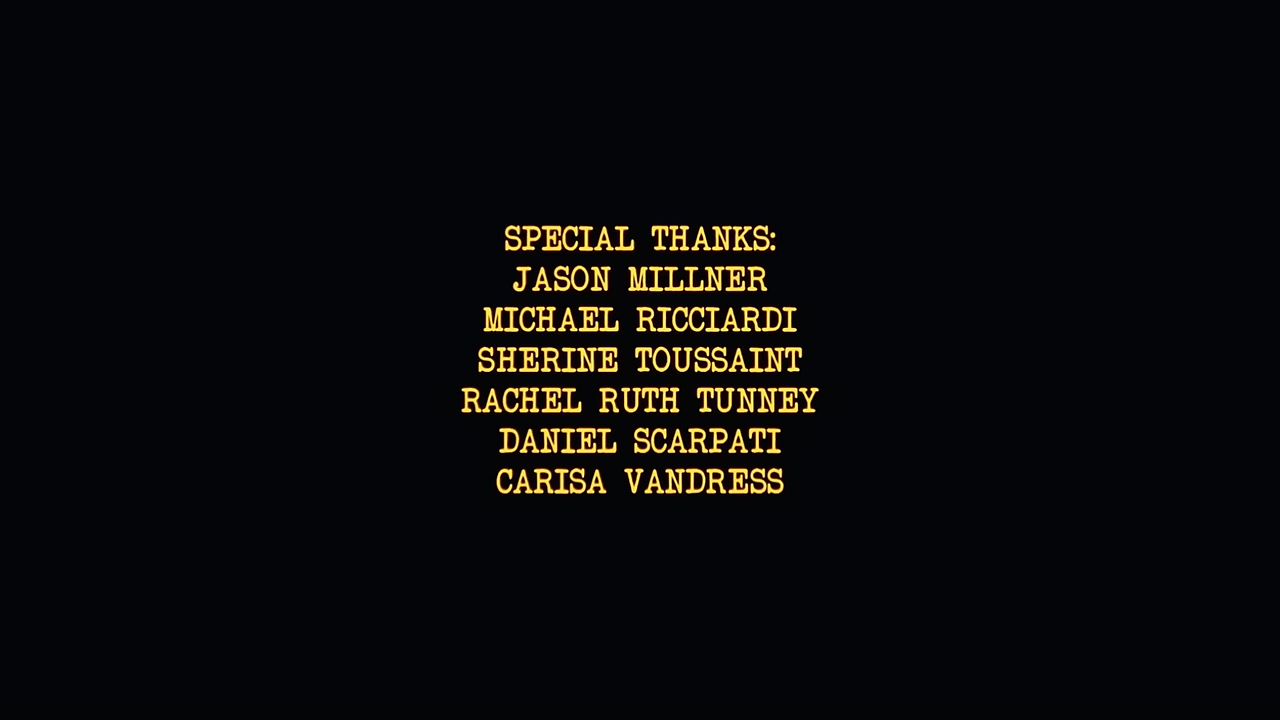 SPECIAL THANKS:
JASON MILLNER
MICHAEL RICCIARDI
SHERINE TOUSSAINT
RACHEL RUTH TUNNEY
DANIEL SCARPATI
CARISA VANDRESS